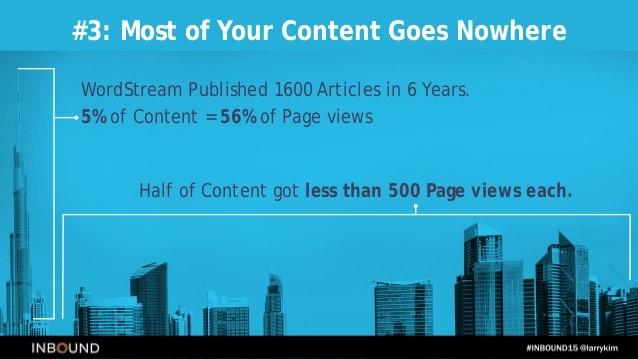 #3: Most of Your Content Goes Nowhere
WordStream Published 1600 Articles in 6 Years.
5% of Content = 56% of Page views
Half of Content got less than 500 Page views each.
INBOUND
#INBOUND15 @larrykim